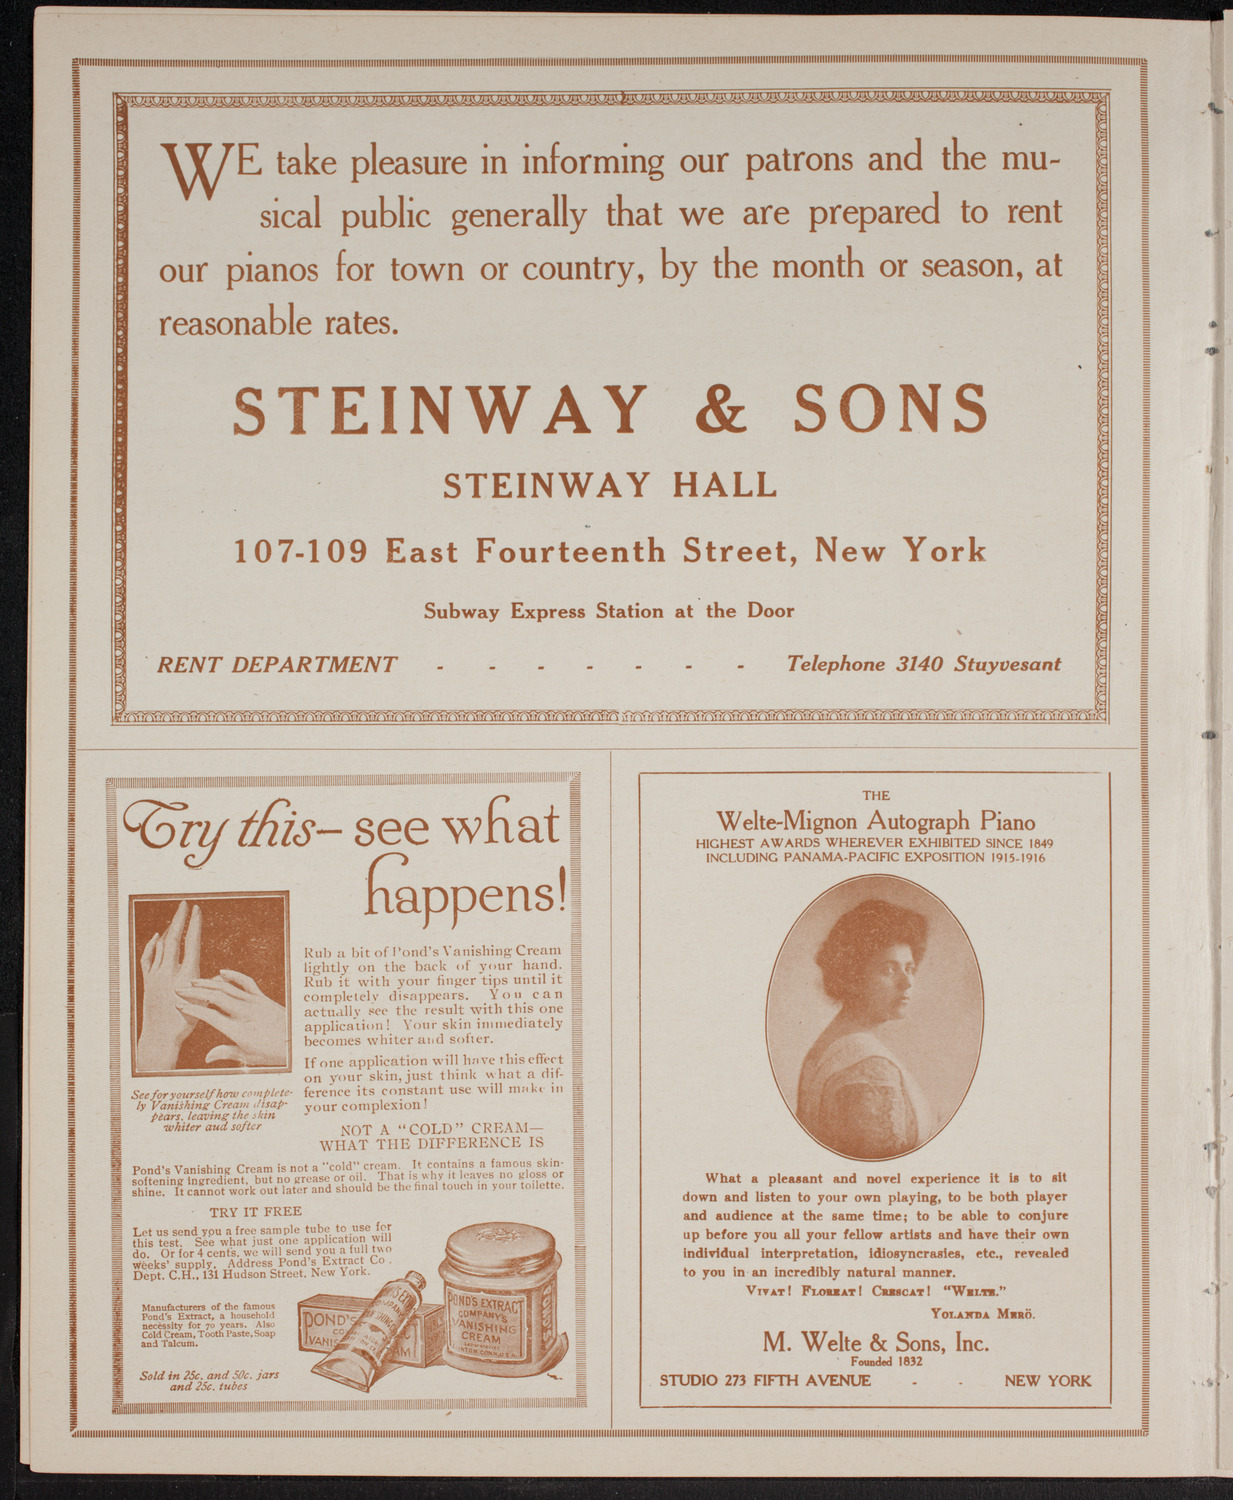 WE take pleasure in informing our patrons and the mu-
sical public generally that we are prepared to rent
our pianos for town or country, by the month or season, at
reasonable rates.
STEINWAY & SONS
STEINWAY HALL
107-109 East Fourteenth Street, New York
Subway Express Station at the Door
RENT DEPARTMENT - - - - - - - Telephone 3140 Stuyvesant
Try this—see what
happens!
Rub a bit of Pond's Vanishing Cream
lightly on the back of your hand.
Rub it with your finger tips until it
completely disappears. You can
actually see the result with this one
application! Your skin immediately
becomes whiter and softer.
If one application will have this effect
on your skin, just think what a dif-
ference its constant use will make in
your complexion!
See for yourself how complete-
ly Vanishing Cream disap-
pears, leaving the skin
whiter and softer
NOT A "COLD" CREAM—
WHAT THE DIFFERENCE IS
Pond's Vanishing Cream is not a "cold" cream. It contains a famous skin-
softening ingredient, but no grease or oil. That is why it leaves no gloss or
shine. It cannot work out later and should be the final touch in your toilette.
TRY IT FREE
Let us send you a free sample tube to use for
this test. See what just one application will
do. Or for 4 cents, we will send you a full two
weeks' supply. Address Pond's Extract Co.
Dept. C.H., 131 Hudson Street, New York.
Manufacturers of the famous
Pond's Extract, a household
necessity for 70 years. Also
Cold Cream, Tooth Paste, Soap
and Talcum.
Sold in 25c. and 50c. jars
and 25c. tubes
POND'S
VANI
AM
POND'S EXTRACT
COMPANY'S
VANISHING
CREAM
THE
Welte-Mignon Autograph Piano
HIGHEST AWARDS WHEREVER EXHIBITED SINCE 1849
INCLUDING PANAMA-PACIFIC EXPOSITION 1915-1916
What a pleasant and novel experience it is to sit
down and listen to your own playing, to be both player
and audience at the same time; to be able to conjure
up before you all your fellow artists and have their own
individual interpretation, idiosyncrasies, etc., revealed
to you in an incredibly natural manner.
VIVAT! FLOREAT! CRESCAT! "WELTE."
YOLANDA MERÖ.
M. Welte & Sons, Inc.
Founded 1832
STUDIO 273 FIFTH AVENUE - - NEW YORK